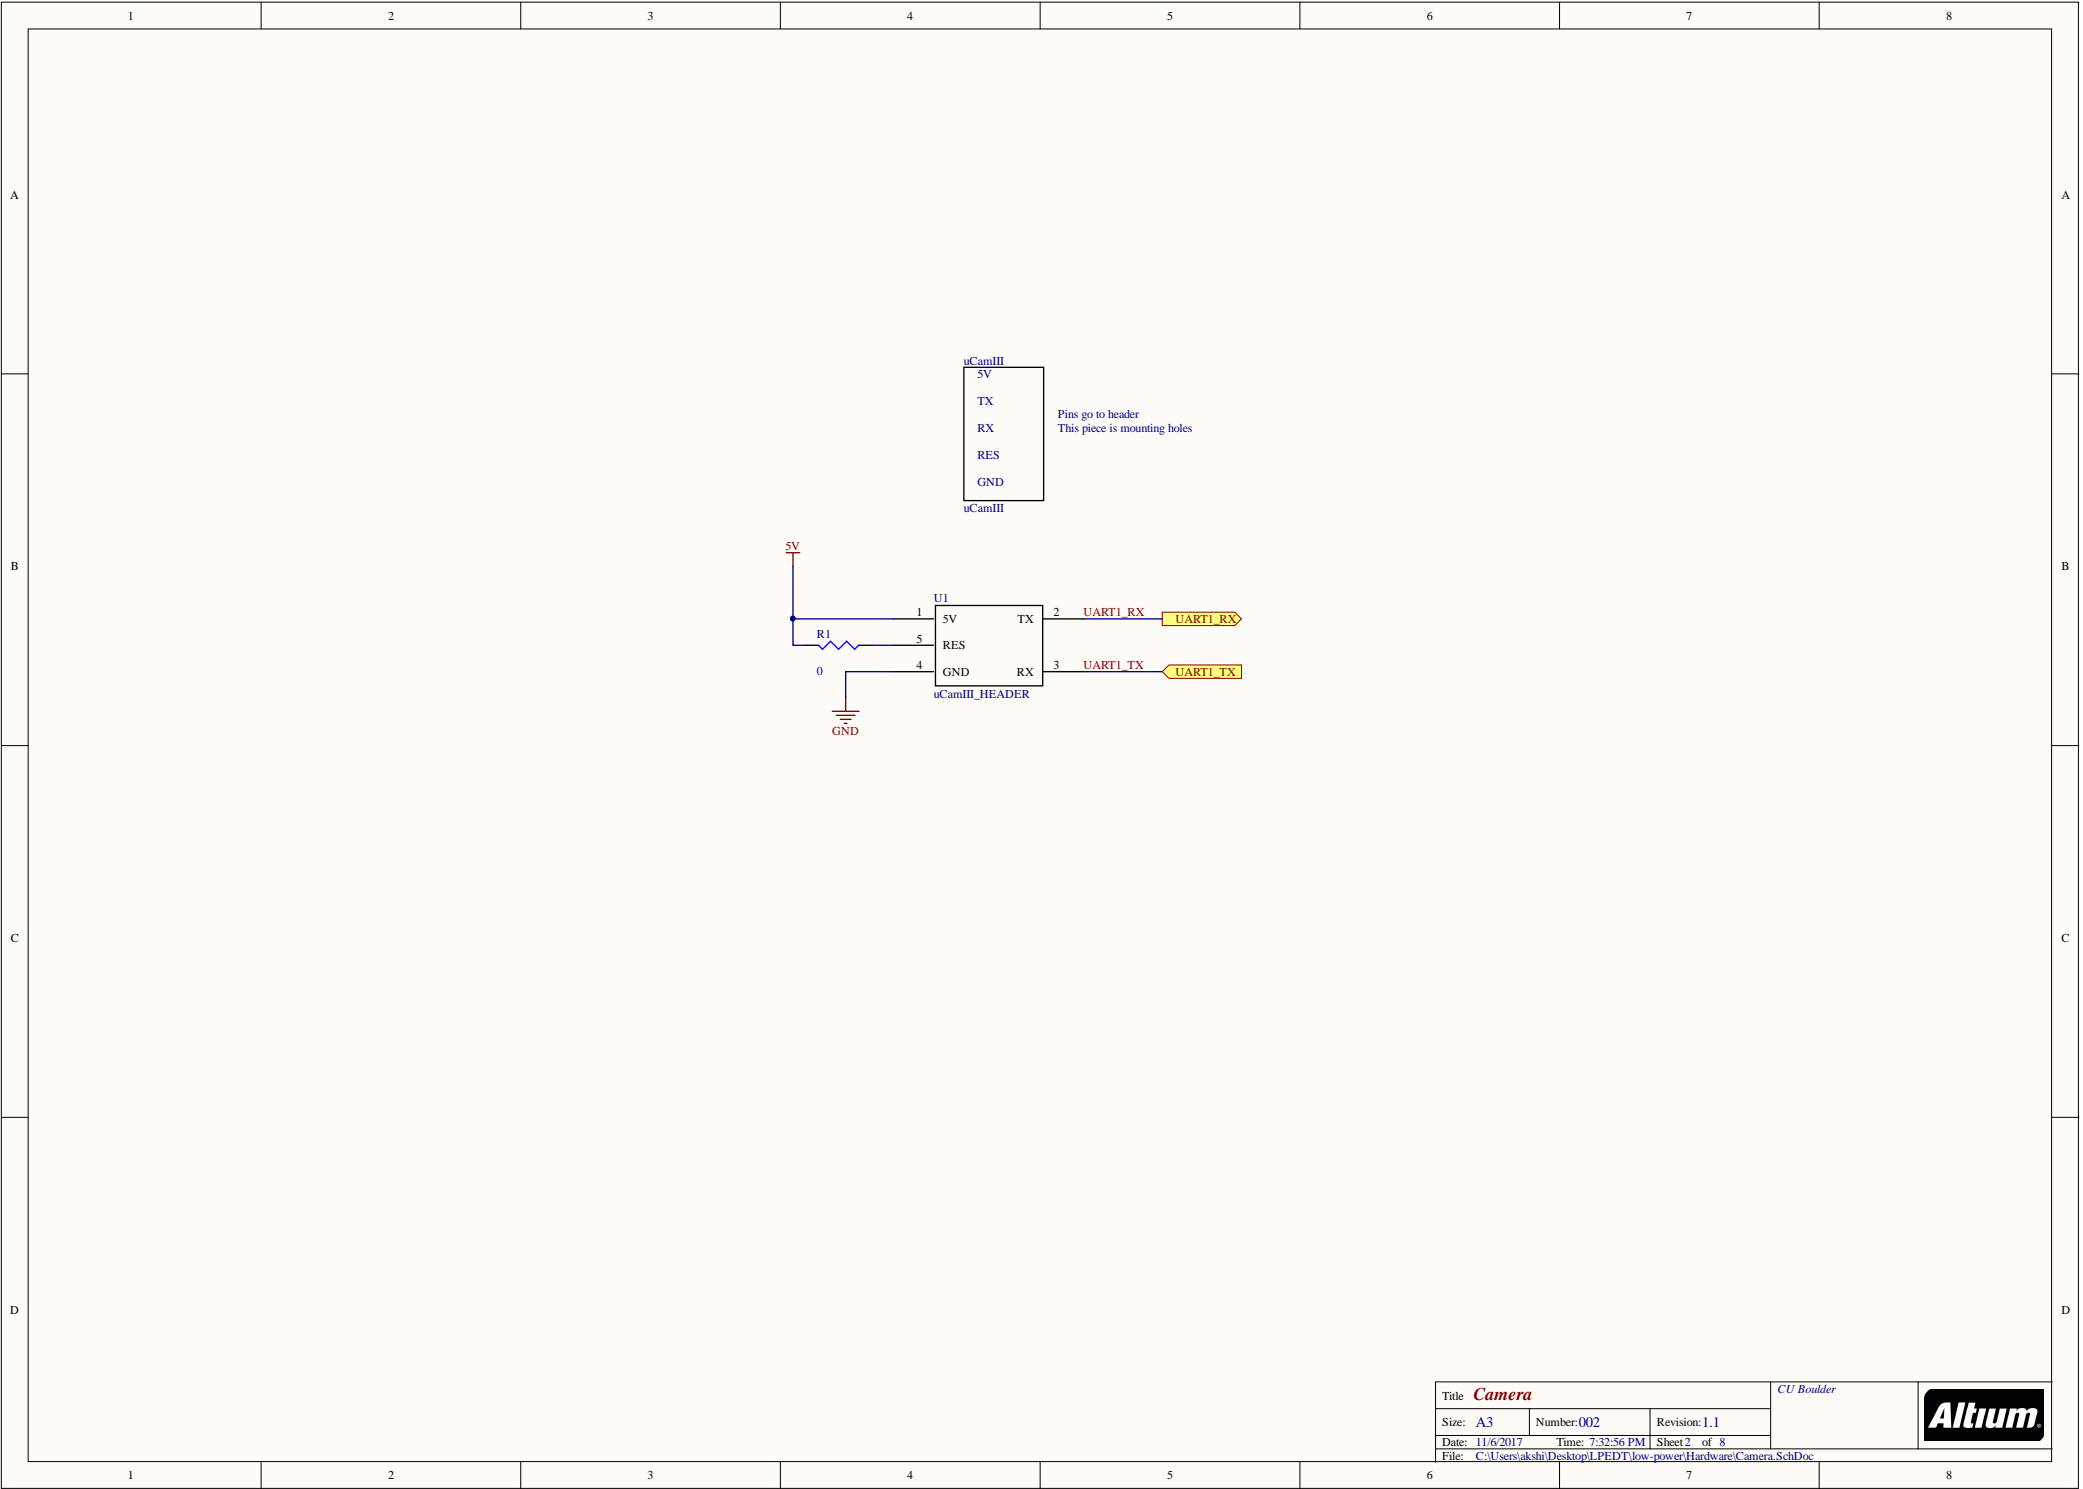 1 2 3 4 5 6 7 8
A A
uCamIII
5V
TX
RX
RES
GND
uCamIII
Pins go to header
This piece is mounting holes
5V
B B
U1
1 5V TX 2 UART1_RX UART1_RX
R1
5 RES
0
4 GND RX 3 UART1_TX UART1_TX
uCamIII_HEADER
GND
C C
D D
Title Camera
CU Boulder
Altium
Size: A3 Number:002 Revision:1.1
Date: 11/6/2017 Time: 7:32:56 PM Sheet 2 of 8
File: C:\Users\akshi\Desktop\LPEDT\low-power\Hardware\Camera.SchDoc
1 2 3 4 5 6 7 8